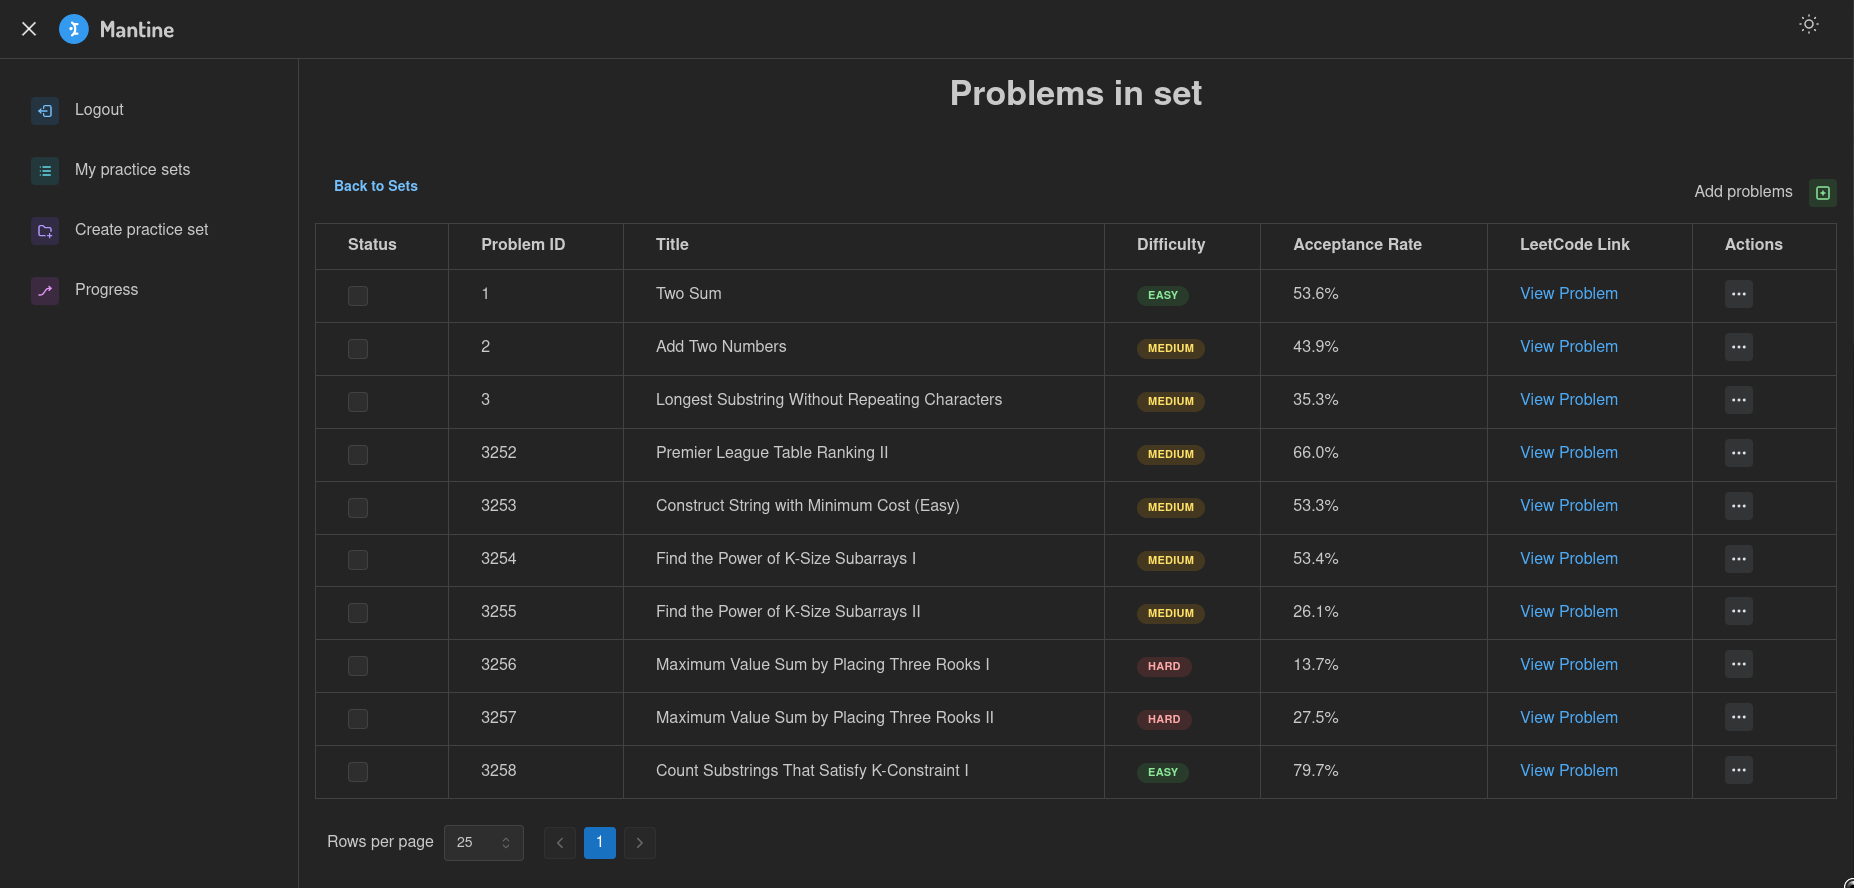 Mantine
Logout
My practice sets
Create practice set
Progress
Problems in set
Back to Sets
Add problems
Status Problem ID Title Difficulty Acceptance Rate LeetCode Link Actions
1 Two Sum EASY 53.6% View Problem
2 Add Two Numbers MEDIUM 43.9% View Problem
3 Longest Substring Without Repeating Characters MEDIUM 35.3% View Problem
3252 Premier League Table Ranking II MEDIUM 66.0% View Problem
3253 Construct String with Minimum Cost (Easy) MEDIUM 53.3% View Problem
3254 Find the Power of K-Size Subarrays I MEDIUM 53.4% View Problem
3255 Find the Power of K-Size Subarrays II MEDIUM 26.1% View Problem
3256 Maximum Value Sum by Placing Three Rooks I HARD 13.7% View Problem
3257 Maximum Value Sum by Placing Three Rooks II HARD 27.5% View Problem
3258 Count Substrings That Satisfy K-Constraint I EASY 79.7% View Problem
Rows per page 25 1